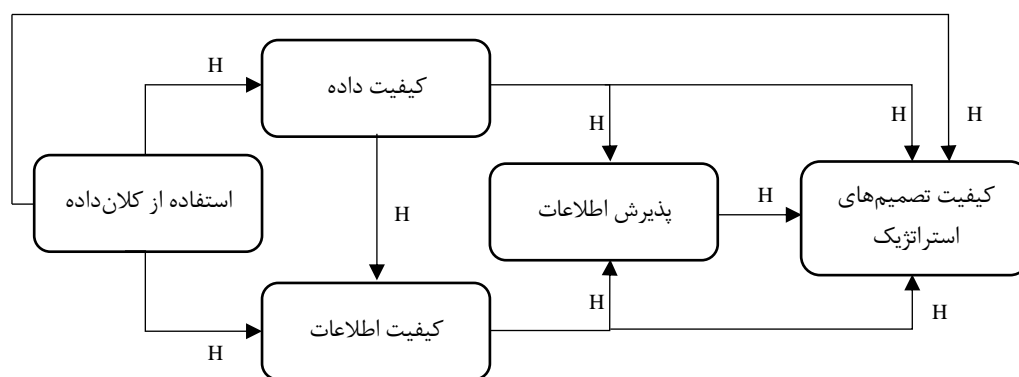 H
کیفیت داده
H
H
H
H
استفاده از کلان‌داده
پذیرش اطلاعات
H
کیفیت تصمیم‌های
استراتژیک
H
H
کیفیت اطلاعات
H
H